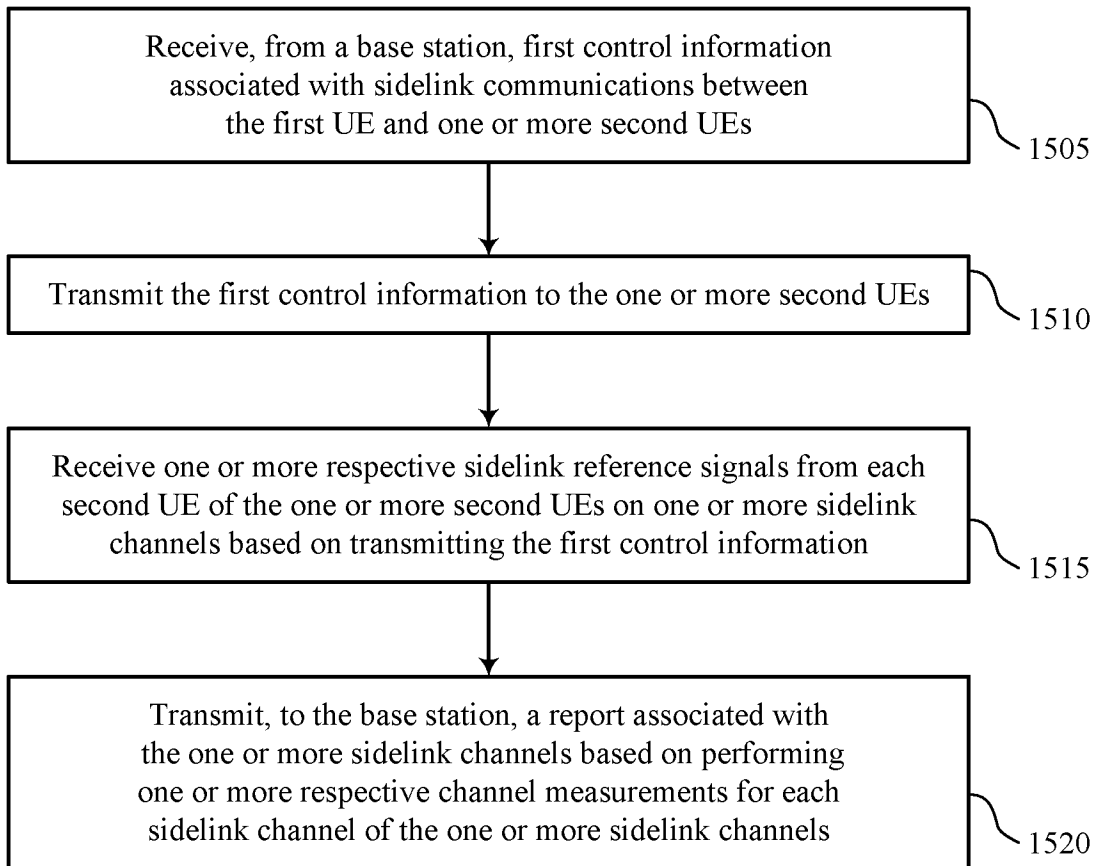 Receive, from a base station, first control information
associated with sidelink communications between
the first UE and one or more second UEs
1505
Transmit the first control information to the one or more second UEs
1510
Receive one or more respective sidelink reference signals from each
second UE of the one or more second UEs on one or more sidelink
channels based on transmitting the first control information
1515
Transmit, to the base station, a report associated with
the one or more sidelink channels based on performing
one or more respective channel measurements for each
sidelink channel of the one or more sidelink channels
1520